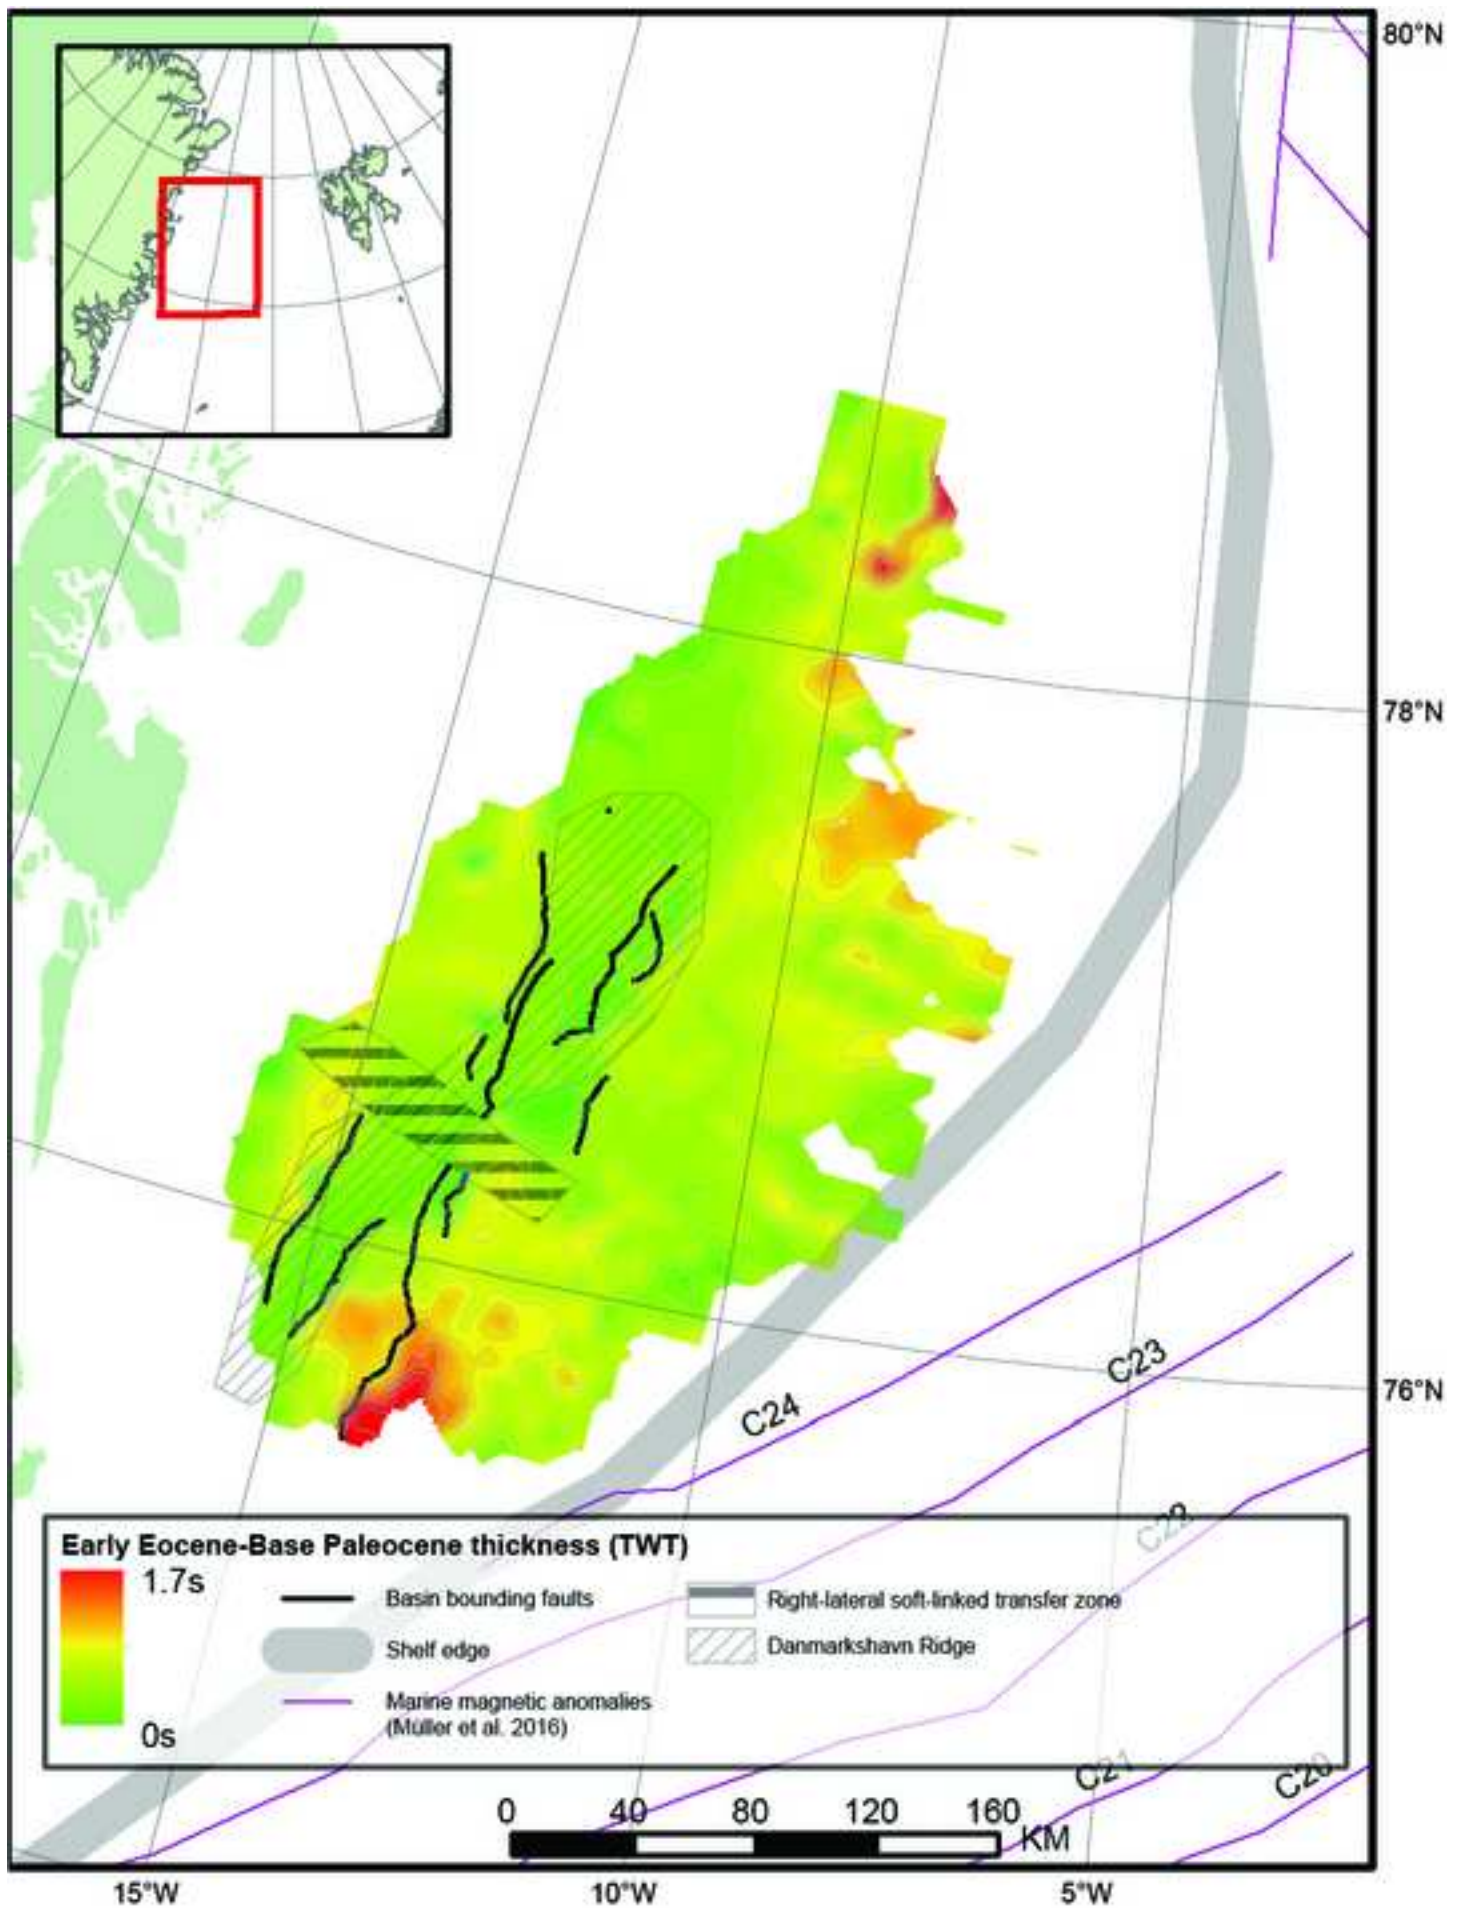 80°N
78°N
C23
76°N
C24
C22
Early Eocene-Base Paleocene thickness (TWT)
1.7s
Basin bounding faults
Right-lateral soft-linked transfer zone
Shelf edge
Danmarkshavn Ridge
Marine magnetic anomalies
(Müller et al. 2016)
0s
C21
C20
0 40 80 120 160
KM
15°W 10°W 5°W